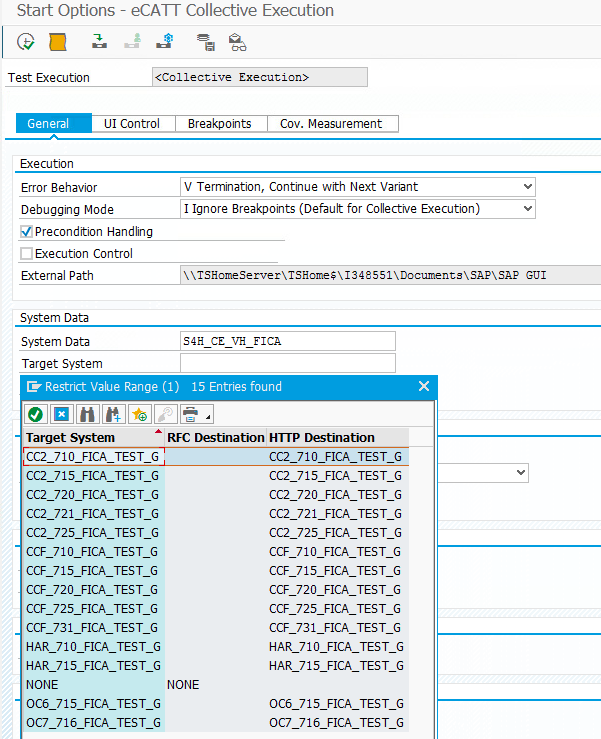 Start Options - eCATT Collective Execution
Test Execution <Collective Execution>
General UI Control Breakpoints Cov. Measurement
Execution
Error Behavior V Termination, Continue with Next Variant
Debugging Mode I Ignore Breakpoints (Default for Collective Execution)
Precondition Handling
Execution Control
External Path \\TSHomeServer\TSHome$\I348551\Documents\SAP\SAP GUI
System Data
System Data S4H_CE_VH_FICA
Target System
Restrict Value Range (1) 15 Entries found
Target System RFC Destination HTTP Destination
CC2_710_FICA_TEST_G CC2_710_FICA_TEST_G
CC2_715_FICA_TEST_G CC2_715_FICA_TEST_G
CC2_720_FICA_TEST_G CC2_720_FICA_TEST_G
CC2_721_FICA_TEST_G CC2_721_FICA_TEST_G
CC2_725_FICA_TEST_G CC2_725_FICA_TEST_G
CCF_710_FICA_TEST_G CCF_710_FICA_TEST_G
CCF_715_FICA_TEST_G CCF_715_FICA_TEST_G
CCF_720_FICA_TEST_G CCF_720_FICA_TEST_G
CCF_725_FICA_TEST_G CCF_725_FICA_TEST_G
CCF_731_FICA_TEST_G CCF_731_FICA_TEST_G
HAR_710_FICA_TEST_G HAR_710_FICA_TEST_G
HAR_715_FICA_TEST_G HAR_715_FICA_TEST_G
NONE NONE
OC6_715_FICA_TEST_G OC6_715_FICA_TEST_G
OC7_716_FICA_TEST_G OC7_716_FICA_TEST_G